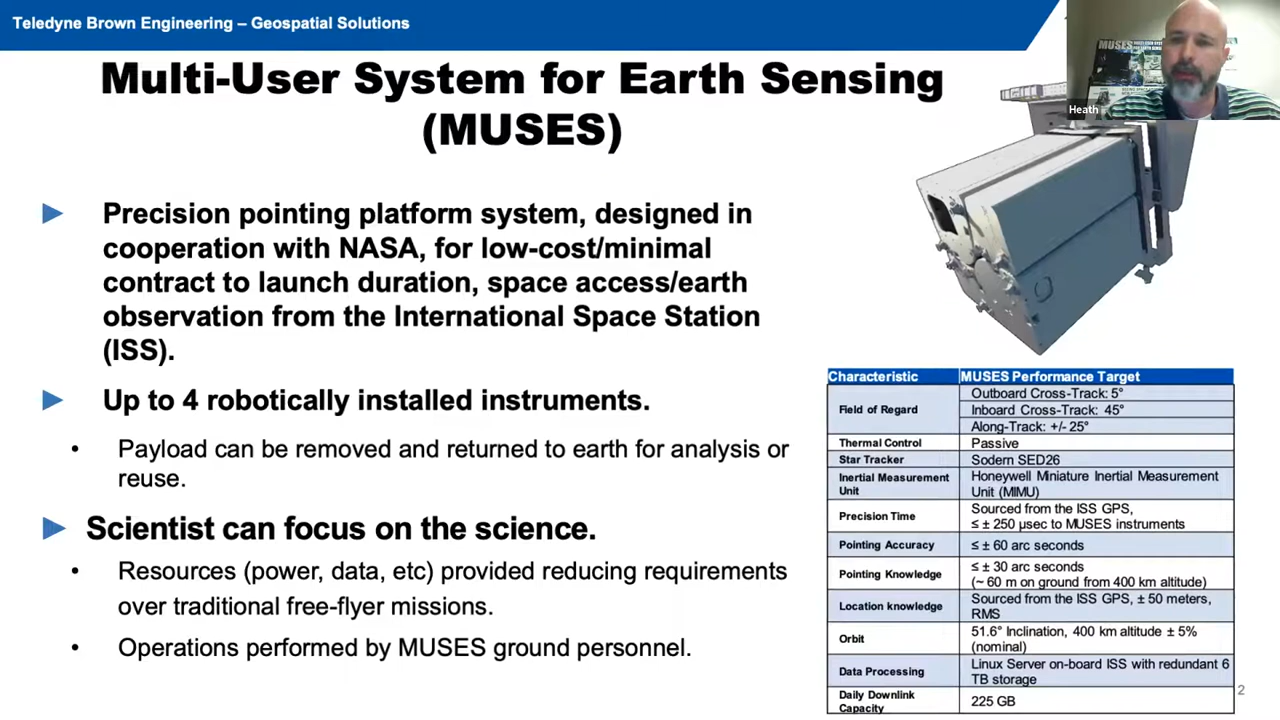 Teledyne Brown Engineering – Geospatial Solutions
Multi-User System for Earth Sensing
(MUSES)
MUSES
Heath
Precision pointing platform system, designed in
cooperation with NASA, for low-cost/minimal
contract to launch duration, space access/earth
observation from the International Space Station
(ISS).
Up to 4 robotically installed instruments.
• Payload can be removed and returned to earth for analysis or
reuse.
Scientist can focus on the science.
• Resources (power, data, etc) provided reducing requirements
over traditional free-flyer missions.
• Operations performed by MUSES ground personnel.
Characteristic MUSES Performance Target
Field of Regard
Outboard Cross-Track: 5°
Inboard Cross-Track: 45°
Along-Track: +/- 25°
Thermal Control Passive
Star Tracker Sodern SED26
Inertial Measurement
Unit
Honeywell Miniature Inertial Measurement
Unit (MIMU)
Precision Time
Sourced from the ISS GPS,
≤ ± 250 µsec to MUSES instruments
Pointing Accuracy ≤ ± 60 arc seconds
Pointing Knowledge
≤ ± 30 arc seconds
(~ 60 m on ground from 400 km altitude)
Location knowledge
Sourced from the ISS GPS, ± 50 meters,
RMS
Orbit
51.6° Inclination, 400 km altitude ± 5%
(nominal)
Data Processing
Linux Server on-board ISS with redundant 6
TB storage
Daily Downlink
Capacity
225 GB
2